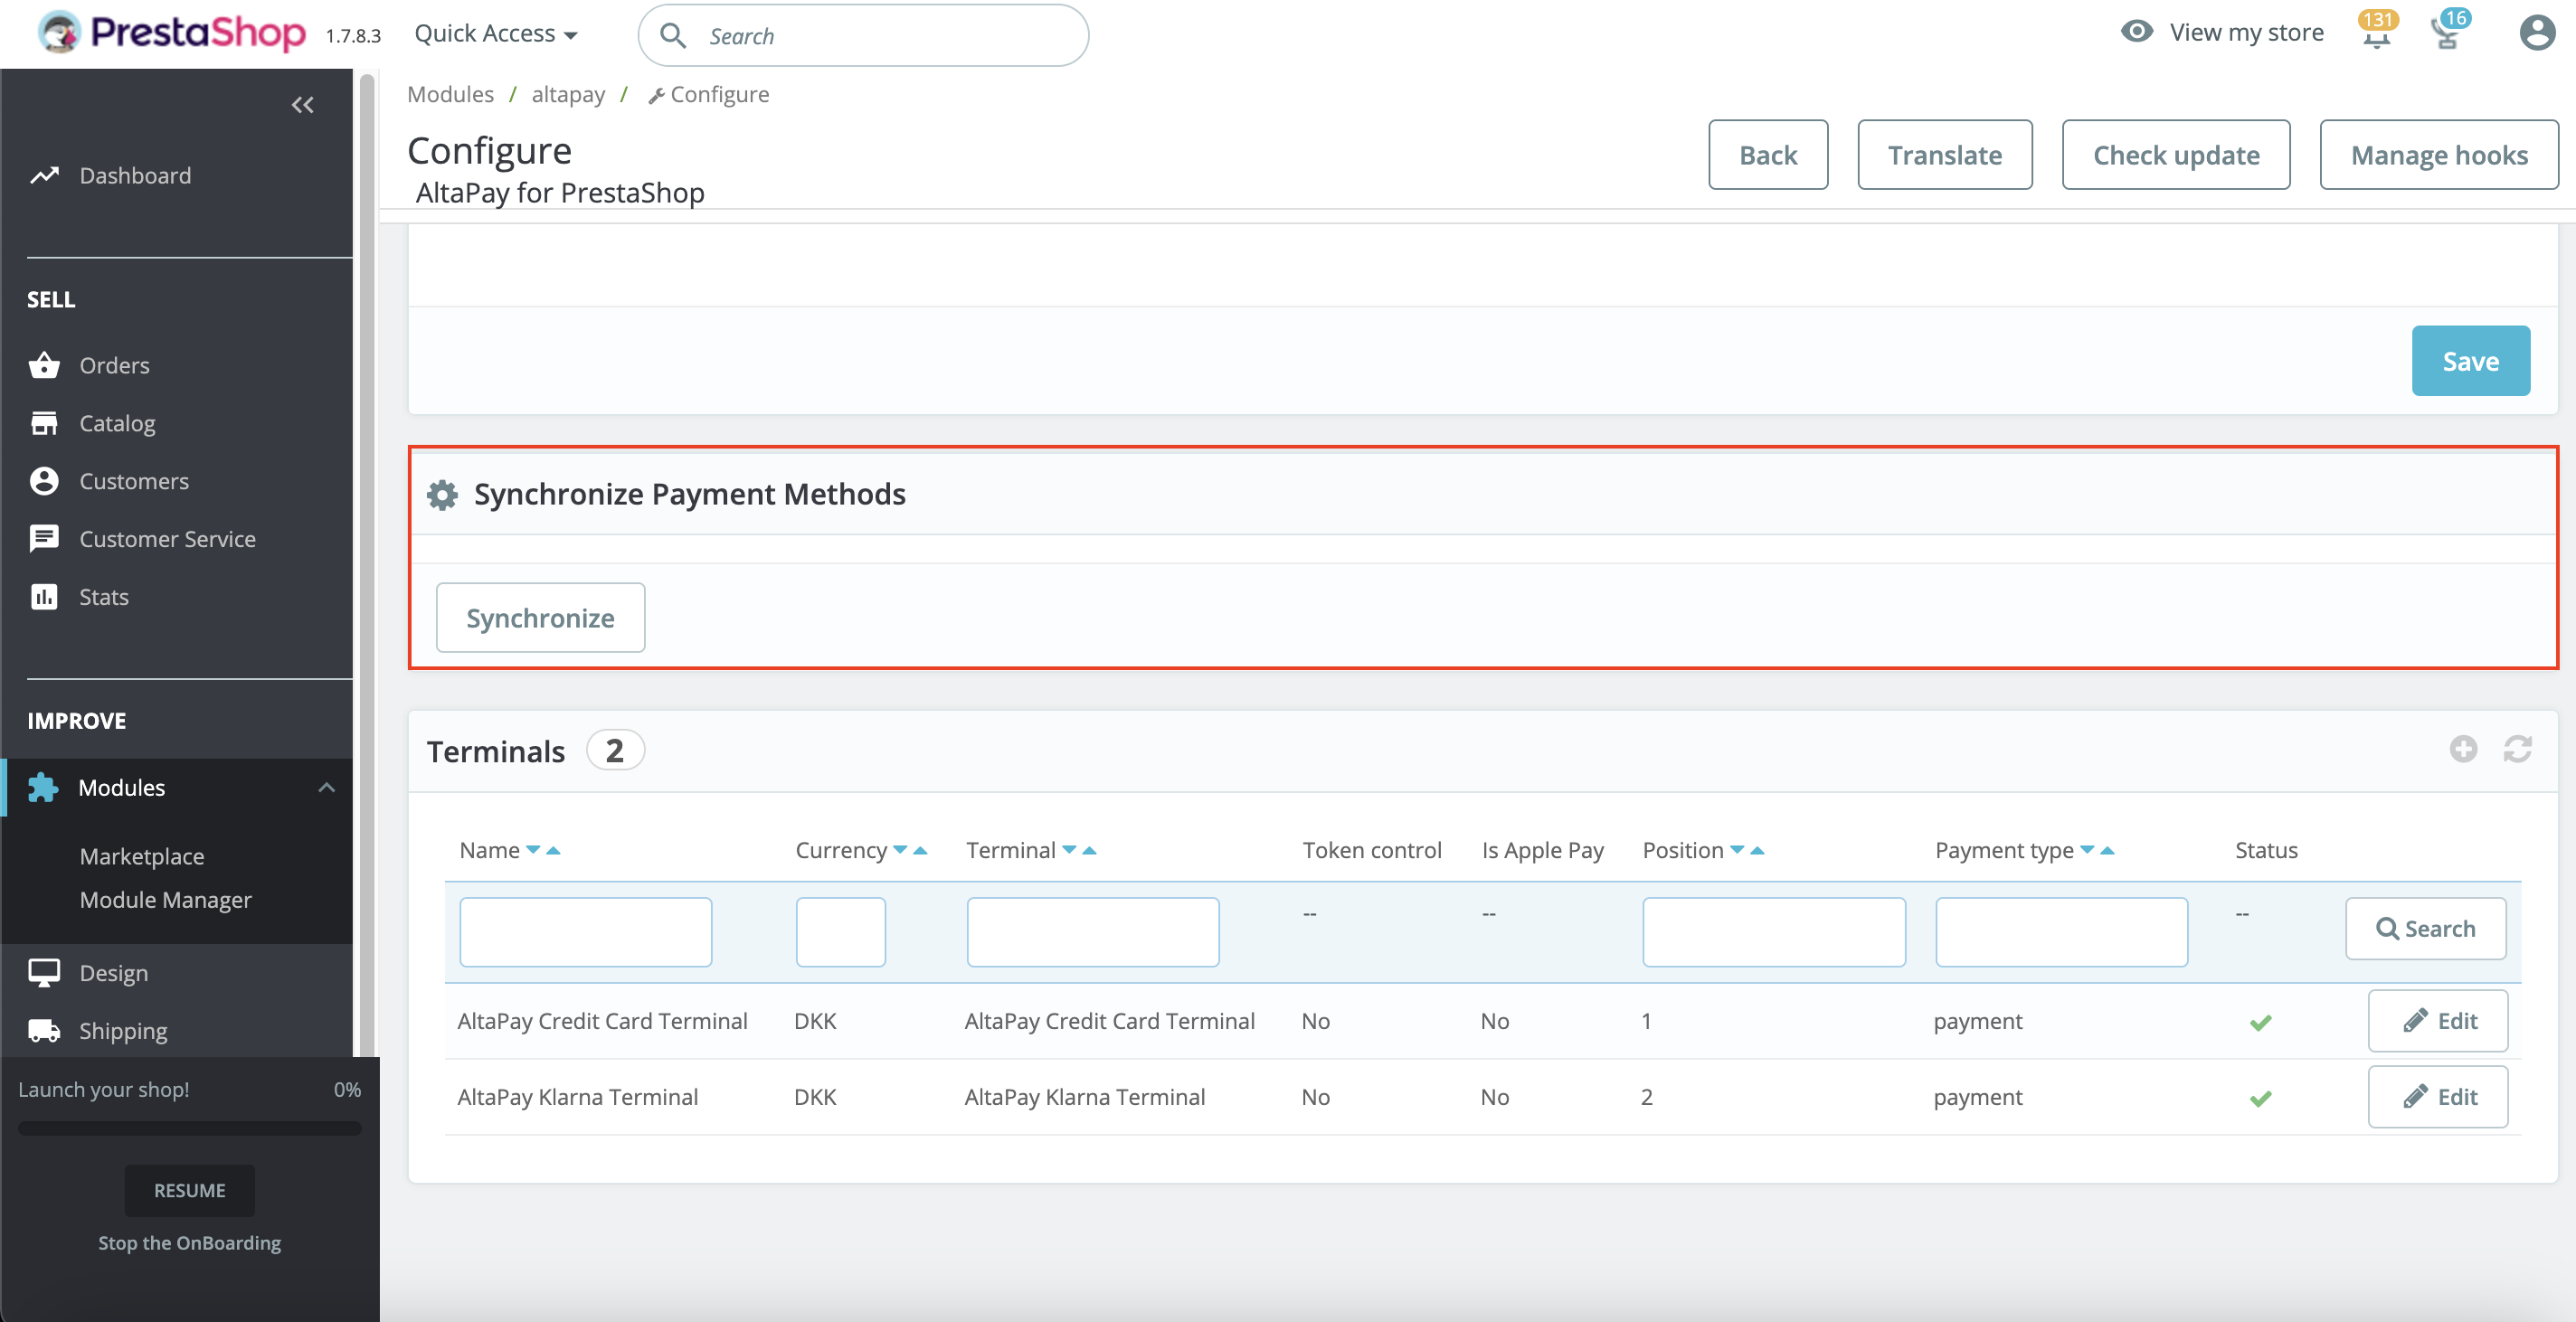 PrestaShop 1.7.8.3 Quick Access Search View my store 131 16
Modules / altapay / Configure
Configure
AltaPay for PrestaShop
Back Translate Check update Manage hooks
Dashboard
SELL
Orders
Catalog
Customers
Customer Service
Stats
IMPROVE
Modules
Marketplace
Module Manager
Design
Shipping
Launch your shop! 0%
RESUME
Stop the OnBoarding
Save
Synchronize Payment Methods
Synchronize
Terminals 2
Name Currency Terminal Token control Is Apple Pay Position Payment type Status
-- -- -- Search
AltaPay Credit Card Terminal DKK AltaPay Credit Card Terminal No No 1 payment Edit
AltaPay Klarna Terminal DKK AltaPay Klarna Terminal No No 2 payment Edit